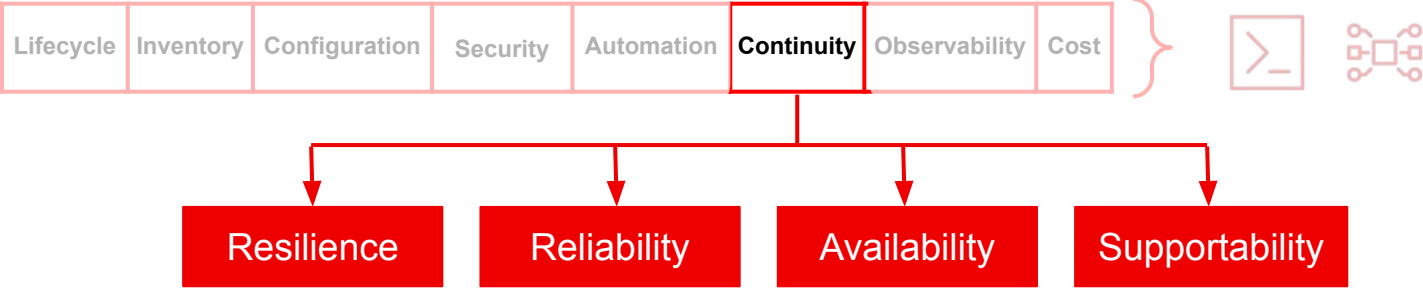 Lifecycle Inventory Configuration Security Automation Continuity Observability Cost
Resilience Reliability Availability Supportability